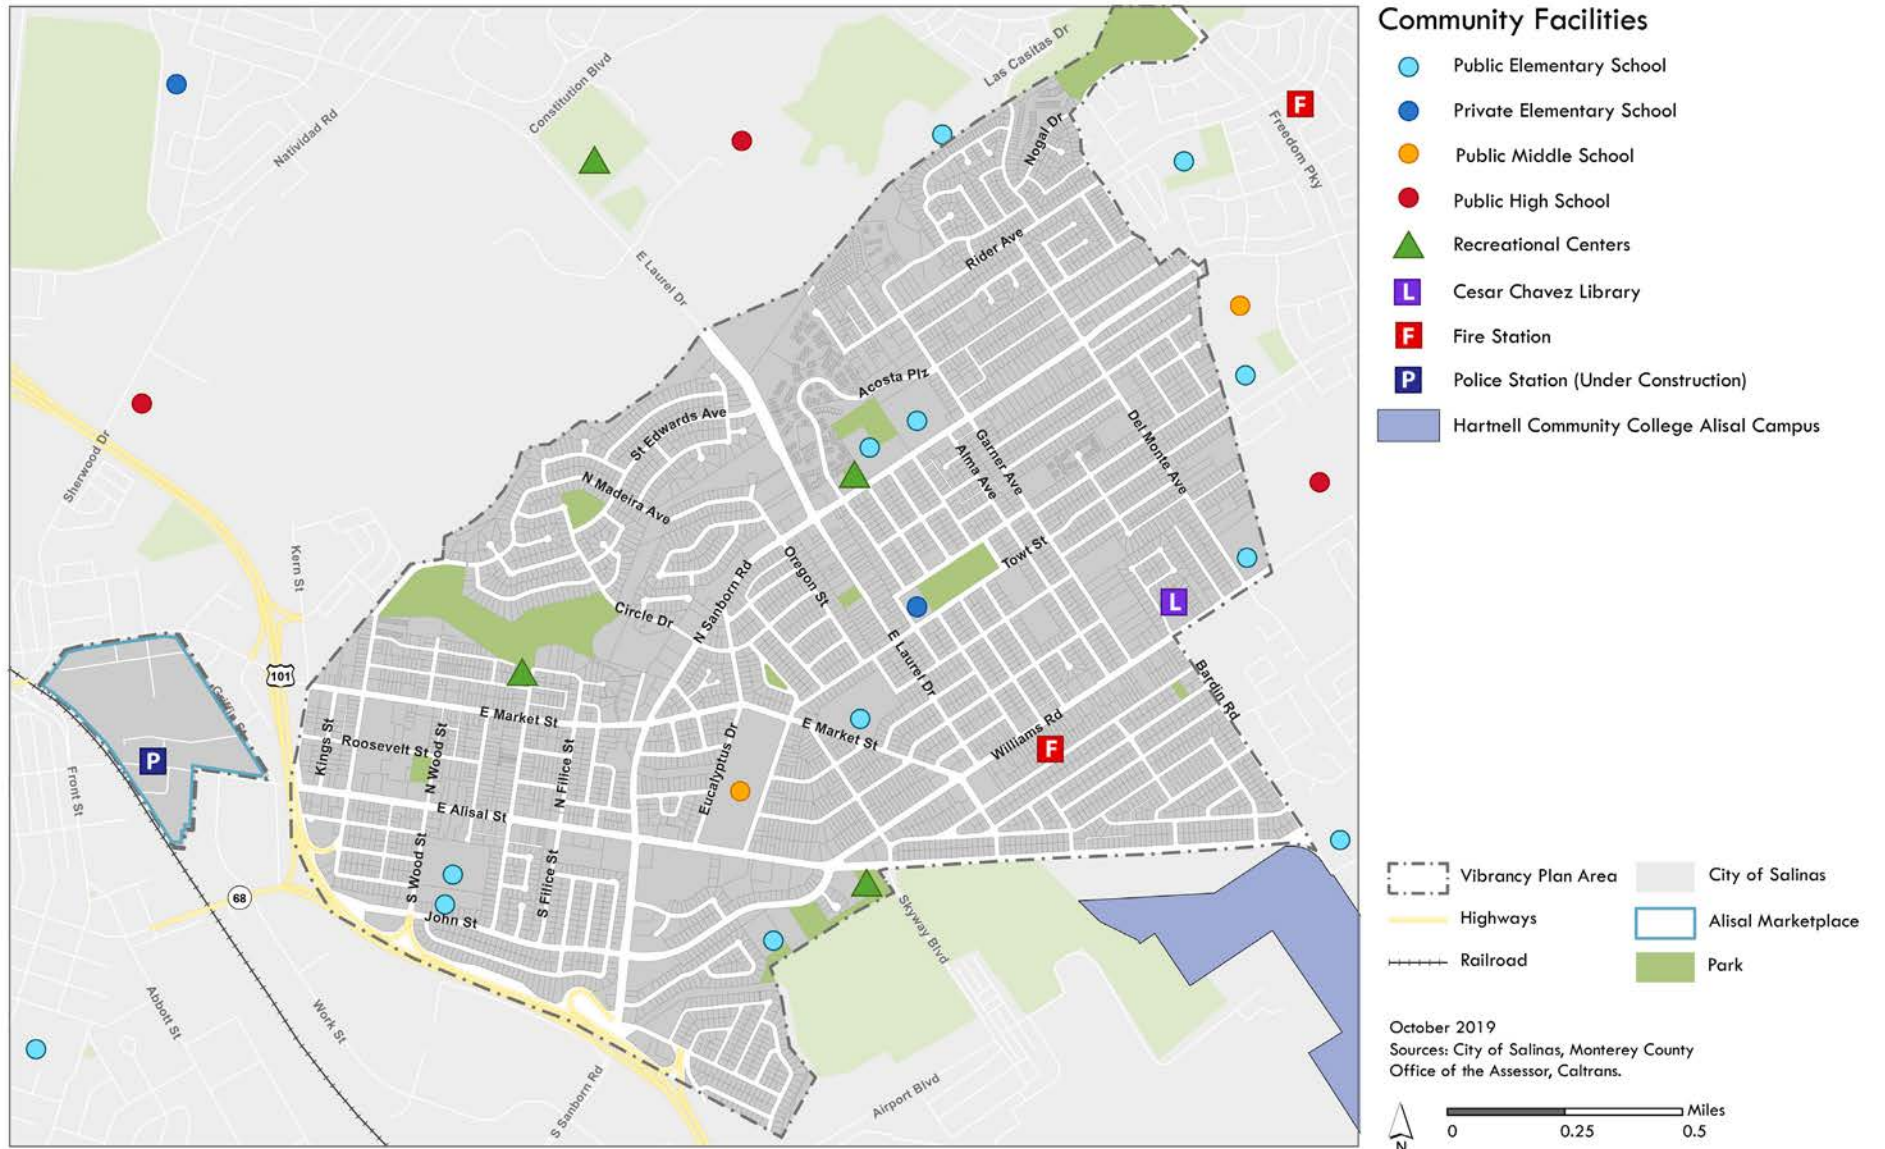 Community Facilities
Public Elementary School
Private Elementary School
Public Middle School
Public High School
Recreational Centers
L
Cesar Chavez Library
F
Fire Station
P
Police Station (Under Construction)
Hartnell Community College Alisal Campus
Vibrancy Plan Area
City of Salinas
Highways
Alisal Marketplace
Railroad
Park
October 2019
Sources: City of Salinas, Monterey County
Office of the Assessor, Caltrans.
N
Miles
0
0.25
0.5
Las Casitas Dr
Constitution Blvd
Natividad Rd
Nogal Dr
F
Freedom Pky
Rider Ave
E Laurel Dr
Acosta Plz
St Edwards Ave
Del Monte Ave
Garner Ave
Alma Ave
Sherwood Dr
N Madeira Ave
Kern St
Oregon St
Towt St
N Sanborn Rd
L
Circle Dr
E Laurel Dr
101
Griffin St
Bardin Rd
E Market St
E Market St
Williams Rd
F
Kings St
Roosevelt St
N Wood St
N Filice St
Eucalyptus Dr
P
Front St
E Alisal St
S Wood St
S Filice St
68
John St
Skyway Blvd
Abbott St
Work St
S Sanborn Rd
Airport Blvd